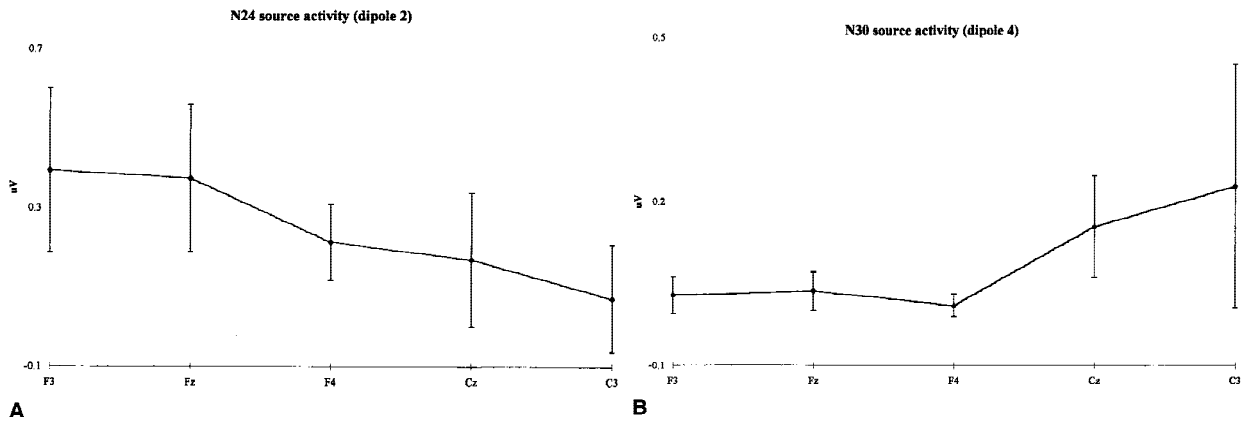 N24 source activity (dipole 2)
0.7
uV
0.3
-0.1
F3 Fz F4 Cz C3
A
N30 source activity (dipole 4)
0.5
uV
0.2
-0.1
F3 Fz F4 Cz C3
B